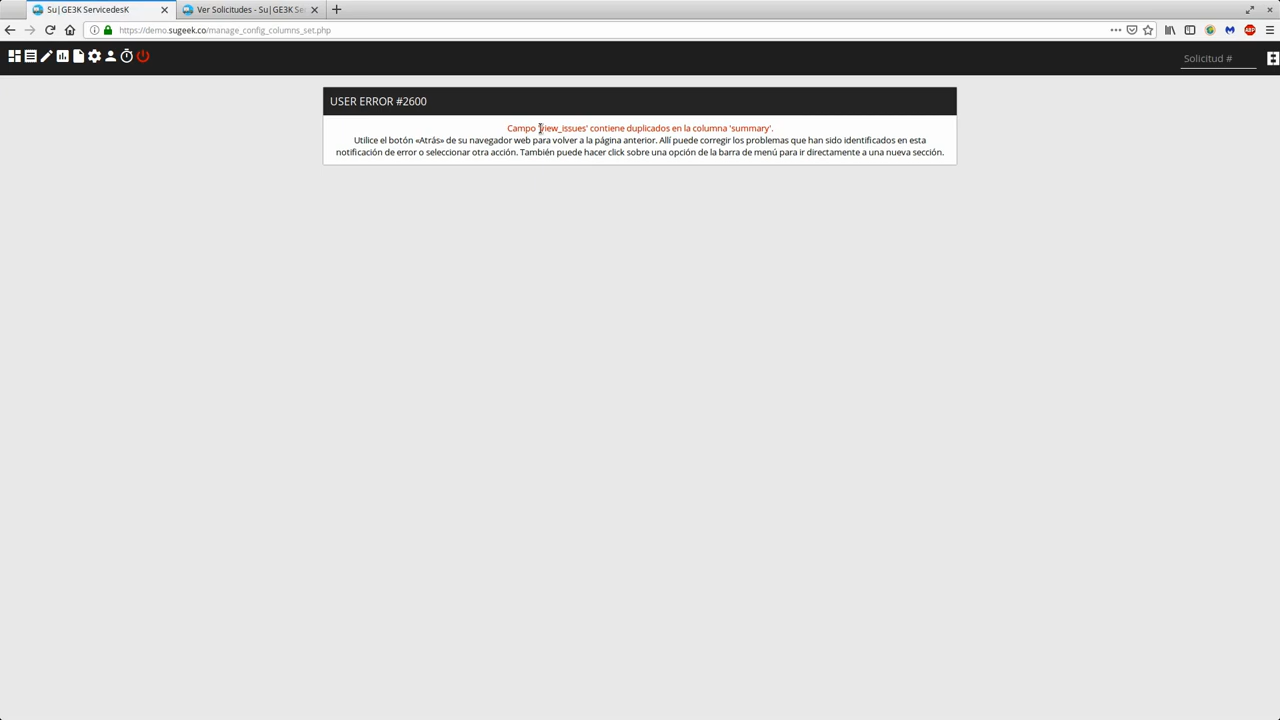 Su|GE3K ServicedesK
Ver Solicitudes - Su|GE3K Se
https://demo.sugeek.co/manage_config_columns_set.php
ABP
Solicitud #
USER ERROR #2600
Campo 'view_issues' contiene duplicados en la columna 'summary'.
Utilice el botón «Atrás» de su navegador web para volver a la página anterior. Allí puede corregir los problemas que han sido identificados en esta
notificación de error o seleccionar otra acción. También puede hacer click sobre una opción de la barra de menú para ir directamente a una nueva sección.